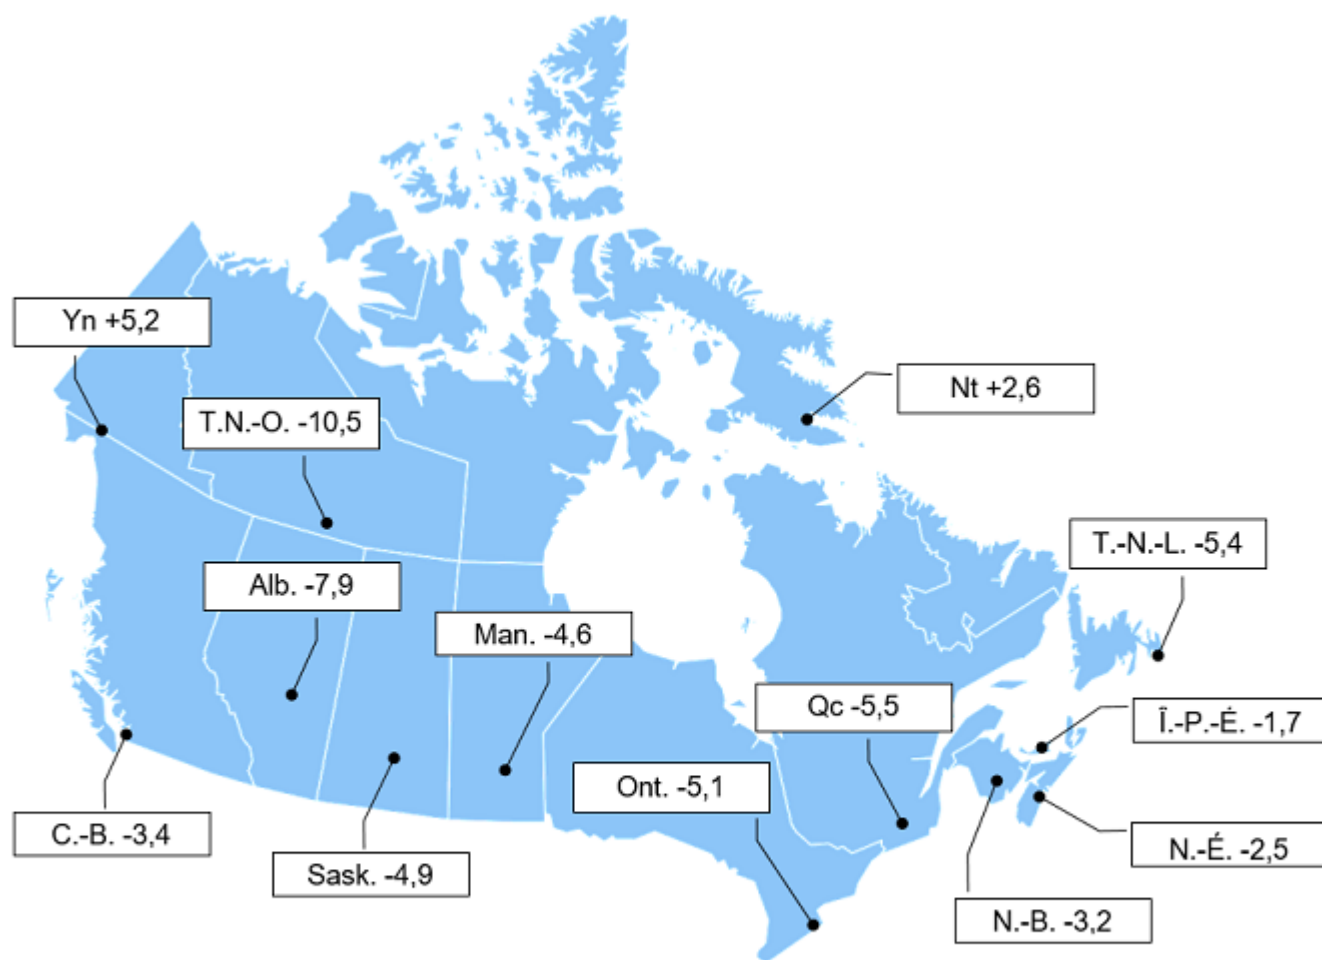 Yn +5,2
Nt +2,6
T.N.-O. -10,5
T.-N.-L. -5,4
Alb. -7,9
Man. -4,6
Qc -5,5
Î.-P.-É. -1,7
Ont. -5,1
C.-B. -3,4
N.-É. -2,5
Sask. -4,9
N.-B. -3,2